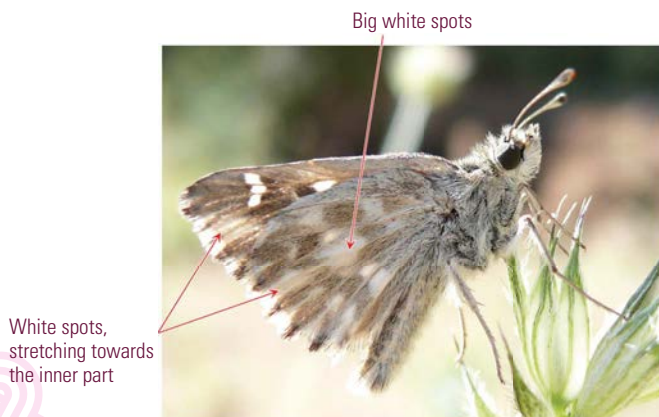 Big white spots
White spots,
stretching towards
the inner part